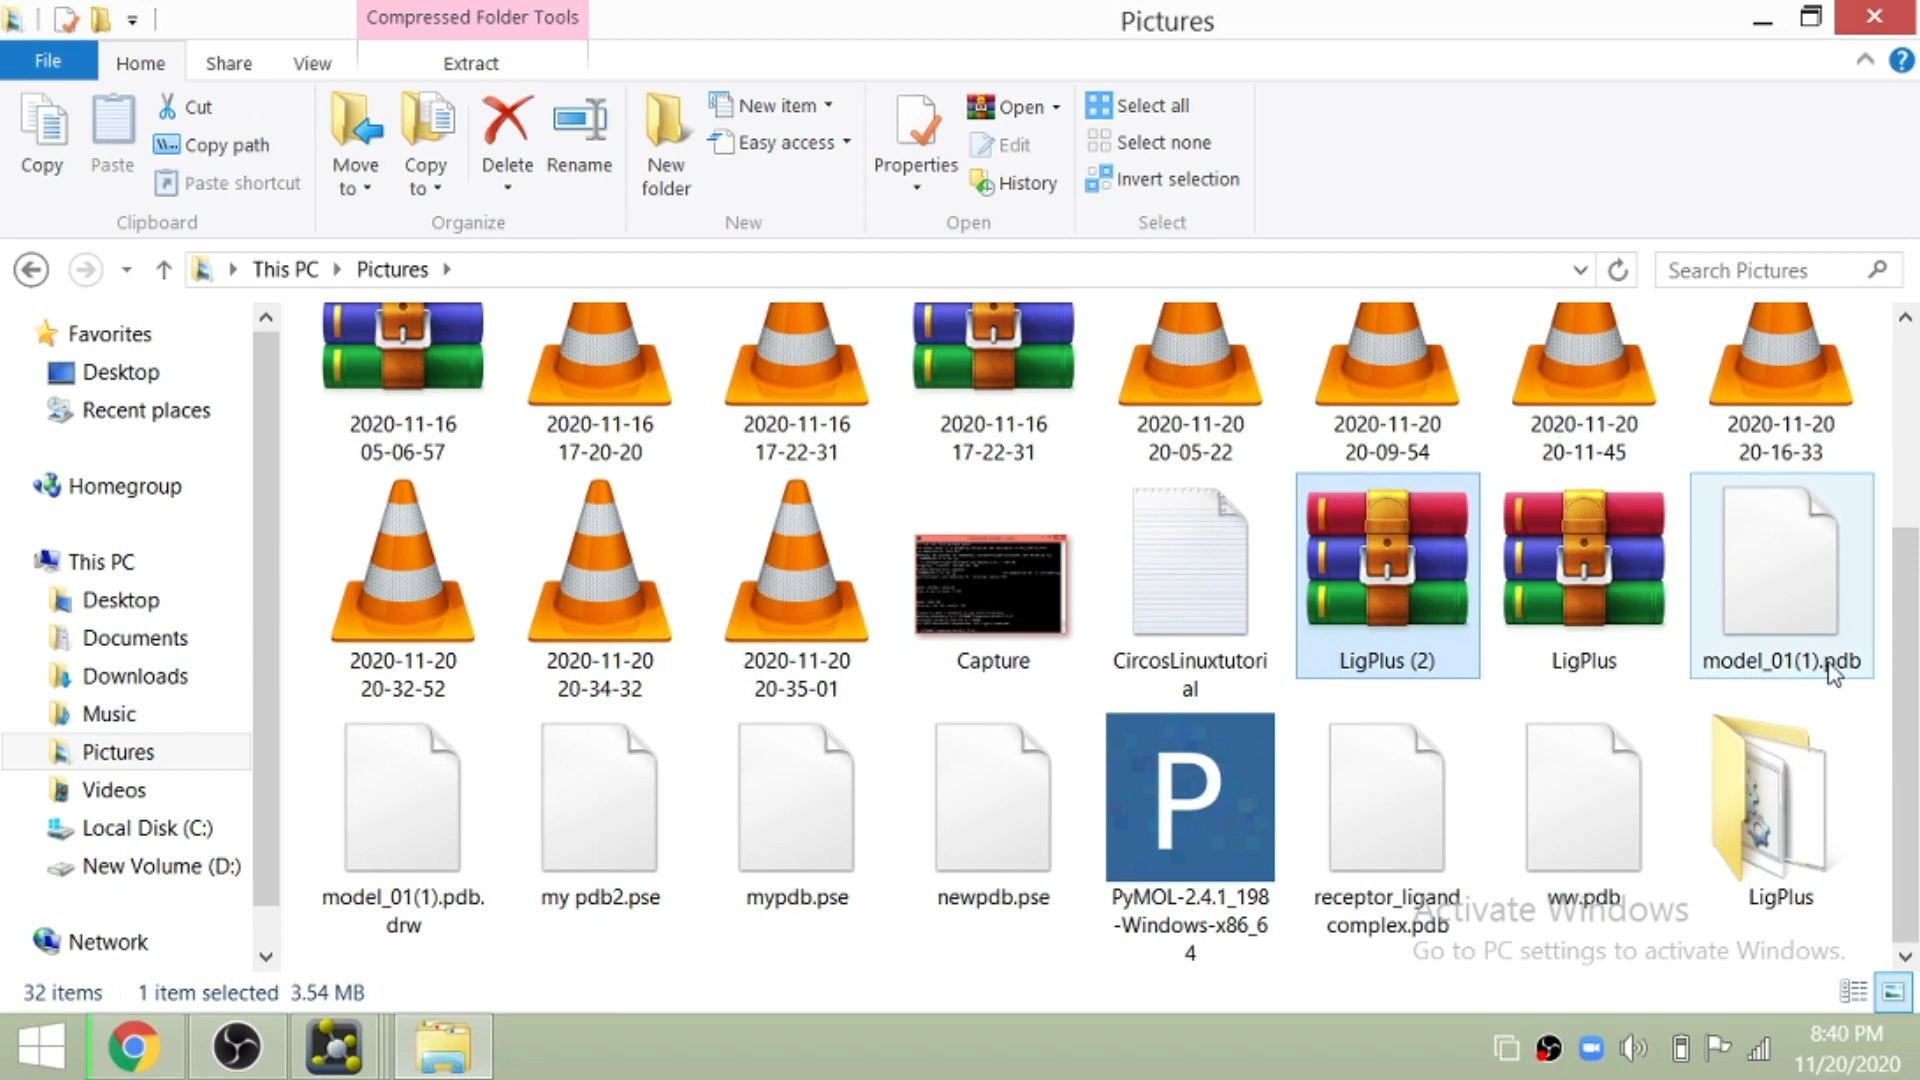 Compressed Folder Tools
Pictures
File
Home
Share
View
Extract
Copy
Paste
Cut
Copy path
Paste shortcut
Clipboard
Move
to
Copy
to
Delete
Rename
Organize
New
folder
New item
Easy access
New
Properties
Open
Edit
History
Open
Select all
Select none
Invert selection
Select
This PC
Pictures
Search Pictures
Favorites
Desktop
Recent places
Homegroup
This PC
Desktop
Documents
Downloads
Music
Pictures
Videos
Local Disk (C:)
New Volume (D:)
Network
2020-11-16
05-06-57
2020-11-16
17-20-20
2020-11-16
17-22-31
2020-11-16
17-22-31
2020-11-20
20-05-22
2020-11-20
20-09-54
2020-11-20
20-11-45
2020-11-20
20-16-33
2020-11-20
20-32-52
2020-11-20
20-34-32
2020-11-20
20-35-01
Capture
CircosLinuxtutori
al
LigPlus (2)
LigPlus
model_01(1).pdb
model_01(1).pdb.
drw
my pdb2.pse
mypdb.pse
newpdb.pse
P
PyMOL-2.4.1_198
-Windows-x86_6
4
receptor_ligand
complex.pdb
ww.pdb
LigPlus
Activate Windows
Go to PC settings to activate Windows.
32 items
1 item selected 3.54 MB
8:40 PM
11/20/2020